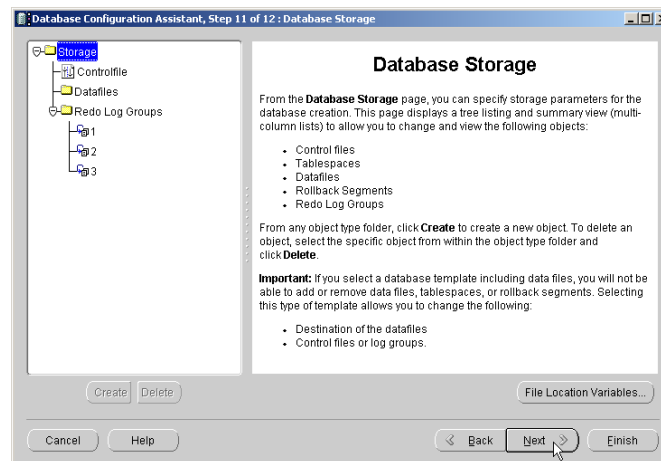 Database Configuration Assistant, Step 11 of 12 : Database Storage
Storage
Controlfile
Datafiles
Redo Log Groups
1
2
3
Database Storage
From the Database Storage page, you can specify storage parameters for the
database creation. This page displays a tree listing and summary view (multi-
column lists) to allow you to change and view the following objects:
• Control files
• Tablespaces
• Datafiles
• Rollback Segments
• Redo Log Groups
From any object type folder, click Create to create a new object. To delete an
object, select the specific object from within the object type folder and
click Delete.
Important: If you select a database template including data files, you will not be
able to add or remove data files, tablespaces, or rollback segments. Selecting
this type of template allows you to change the following:
• Destination of the datafiles
• Control files or log groups.
Create
Delete
File Location Variables...
Cancel
Help
Back
Next
Finish